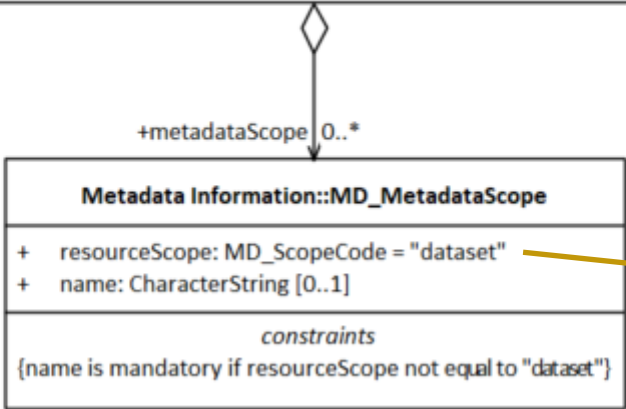 +metadataScope 0..*
Metadata Information::MD_MetadataScope
+ resourceScope: MD_ScopeCode = "dataset"
+ name: CharacterString [0..1]
constraints
{name is mandatory if resourceScope not equal to "dataset"}